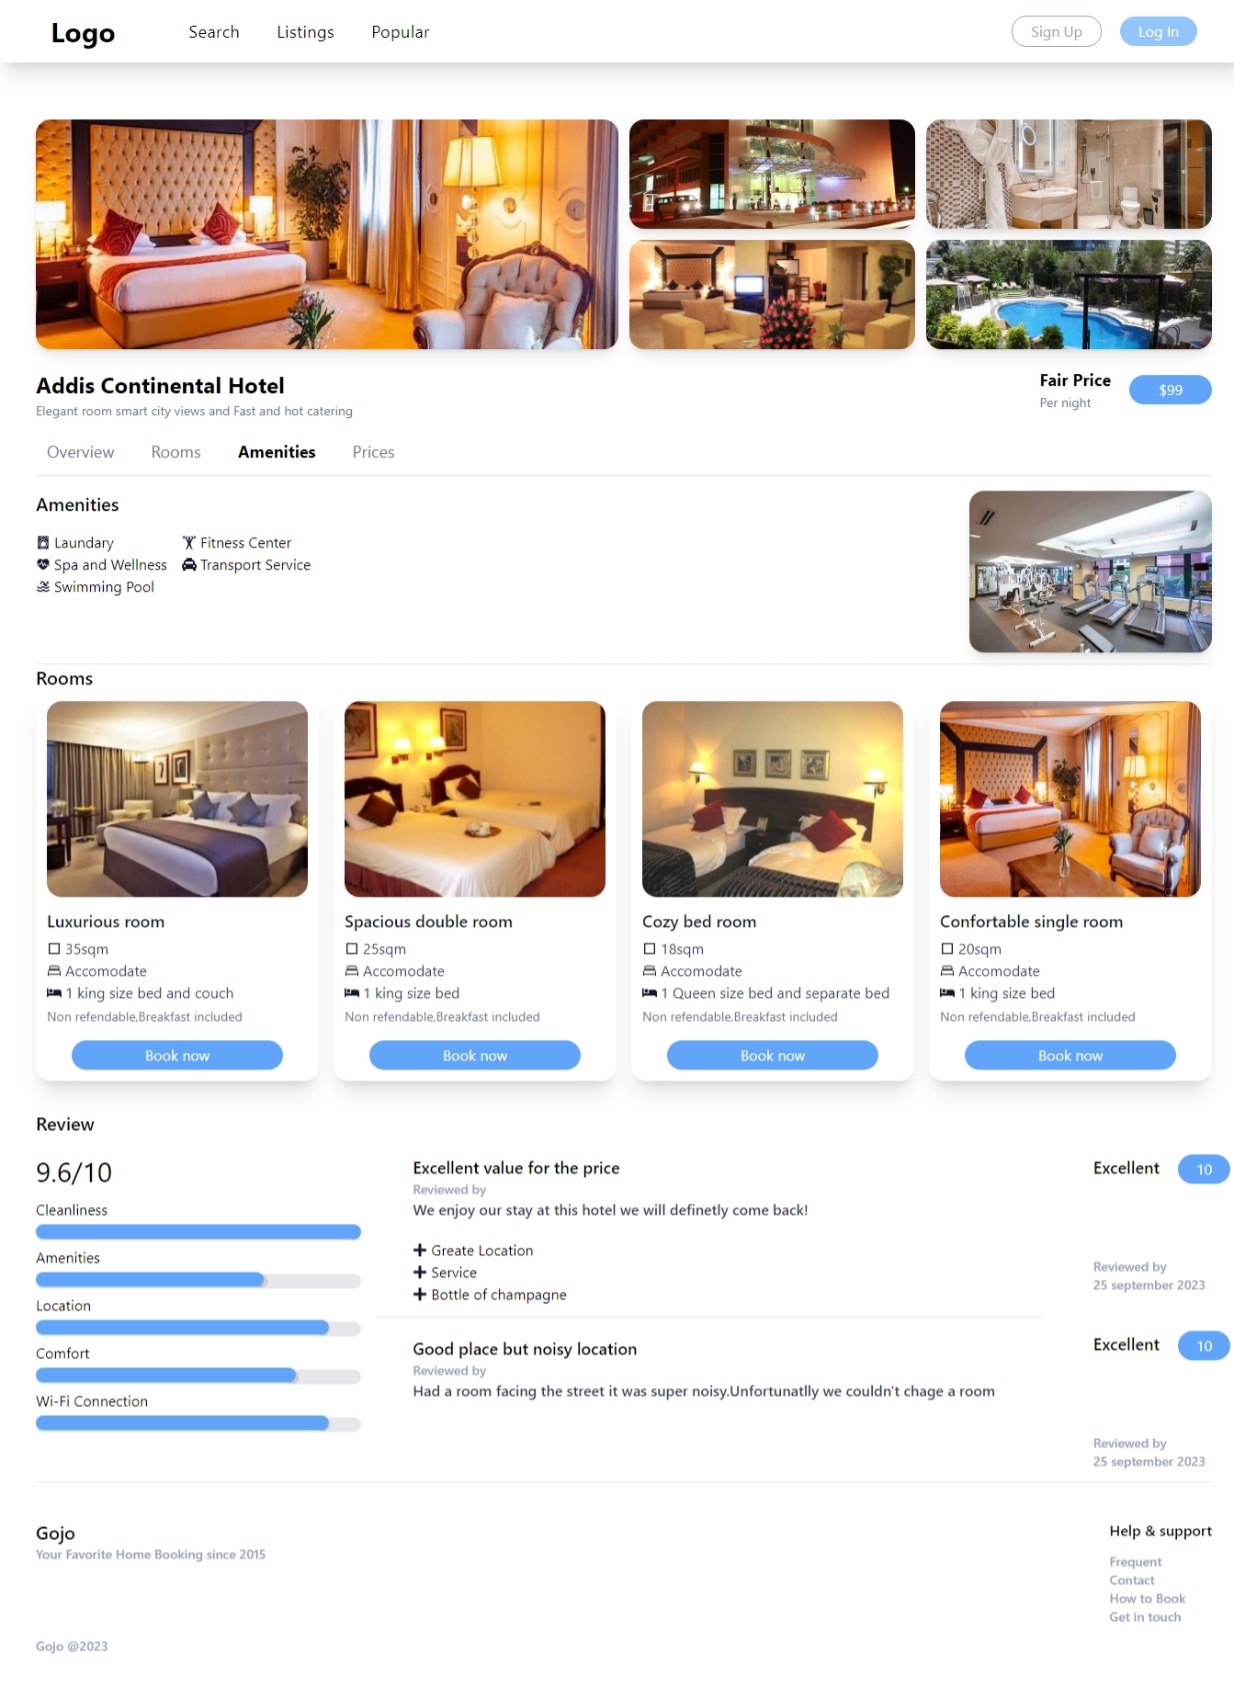 Logo
Search
Listings
Popular
Sign Up
Log In
Addis Continental Hotel
Elegant room smart city views and Fast and hot catering
Fair Price
Per night
$99
Overview
Rooms
Amenities
Prices
Amenities
Laundary
Fitness Center
Spa and Wellness
Transport Service
Swimming Pool
Rooms
Luxurious room
35sqm
Accomodate
1 king size bed and couch
Non refendable,Breakfast included
Book now
Spacious double room
25sqm
Accomodate
1 king size bed
Non refendable,Breakfast included
Book now
Cozy bed room
18sqm
Accomodate
1 Queen size bed and separate bed
Non refendable,Breakfast included
Book now
Confortable single room
20sqm
Accomodate
1 king size bed
Non refendable,Breakfast included
Book now
Review
9.6/10
Cleanliness
Amenities
Location
Comfort
Wi-Fi Connection
Excellent value for the price
Reviewed by
We enjoy our stay at this hotel we will definetly come back!
Greate Location
Service
Bottle of champagne
Excellent
10
Reviewed by
25 september 2023
Good place but noisy location
Reviewed by
Had a room facing the street it was super noisy.Unfortunatlly we couldn't chage a room
Excellent
10
Reviewed by
25 september 2023
Gojo
Your Favorite Home Booking since 2015
Help & support
Frequent
Contact
How to Book
Get in touch
Gojo @2023